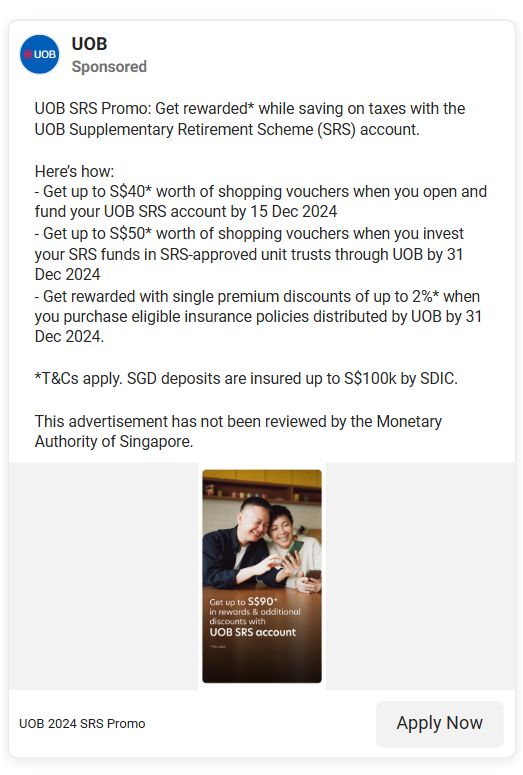 UOB
UOB
Sponsored
UOB SRS Promo: Get rewarded* while saving on taxes with the
UOB Supplementary Retirement Scheme (SRS) account.
Here’s how:
- Get up to S$40* worth of shopping vouchers when you open and
fund your UOB SRS account by 15 Dec 2024
- Get up to S$50* worth of shopping vouchers when you invest
your SRS funds in SRS-approved unit trusts through UOB by 31
Dec 2024
- Get rewarded with single premium discounts of up to 2%* when
you purchase eligible insurance policies distributed by UOB by 31
Dec 2024.
*T&Cs apply. SGD deposits are insured up to S$100k by SDIC.
This advertisement has not been reviewed by the Monetary
Authority of Singapore.
Get up to S$90*
in rewards & additional
discounts with
UOB SRS account
UOB 2024 SRS Promo
Apply Now